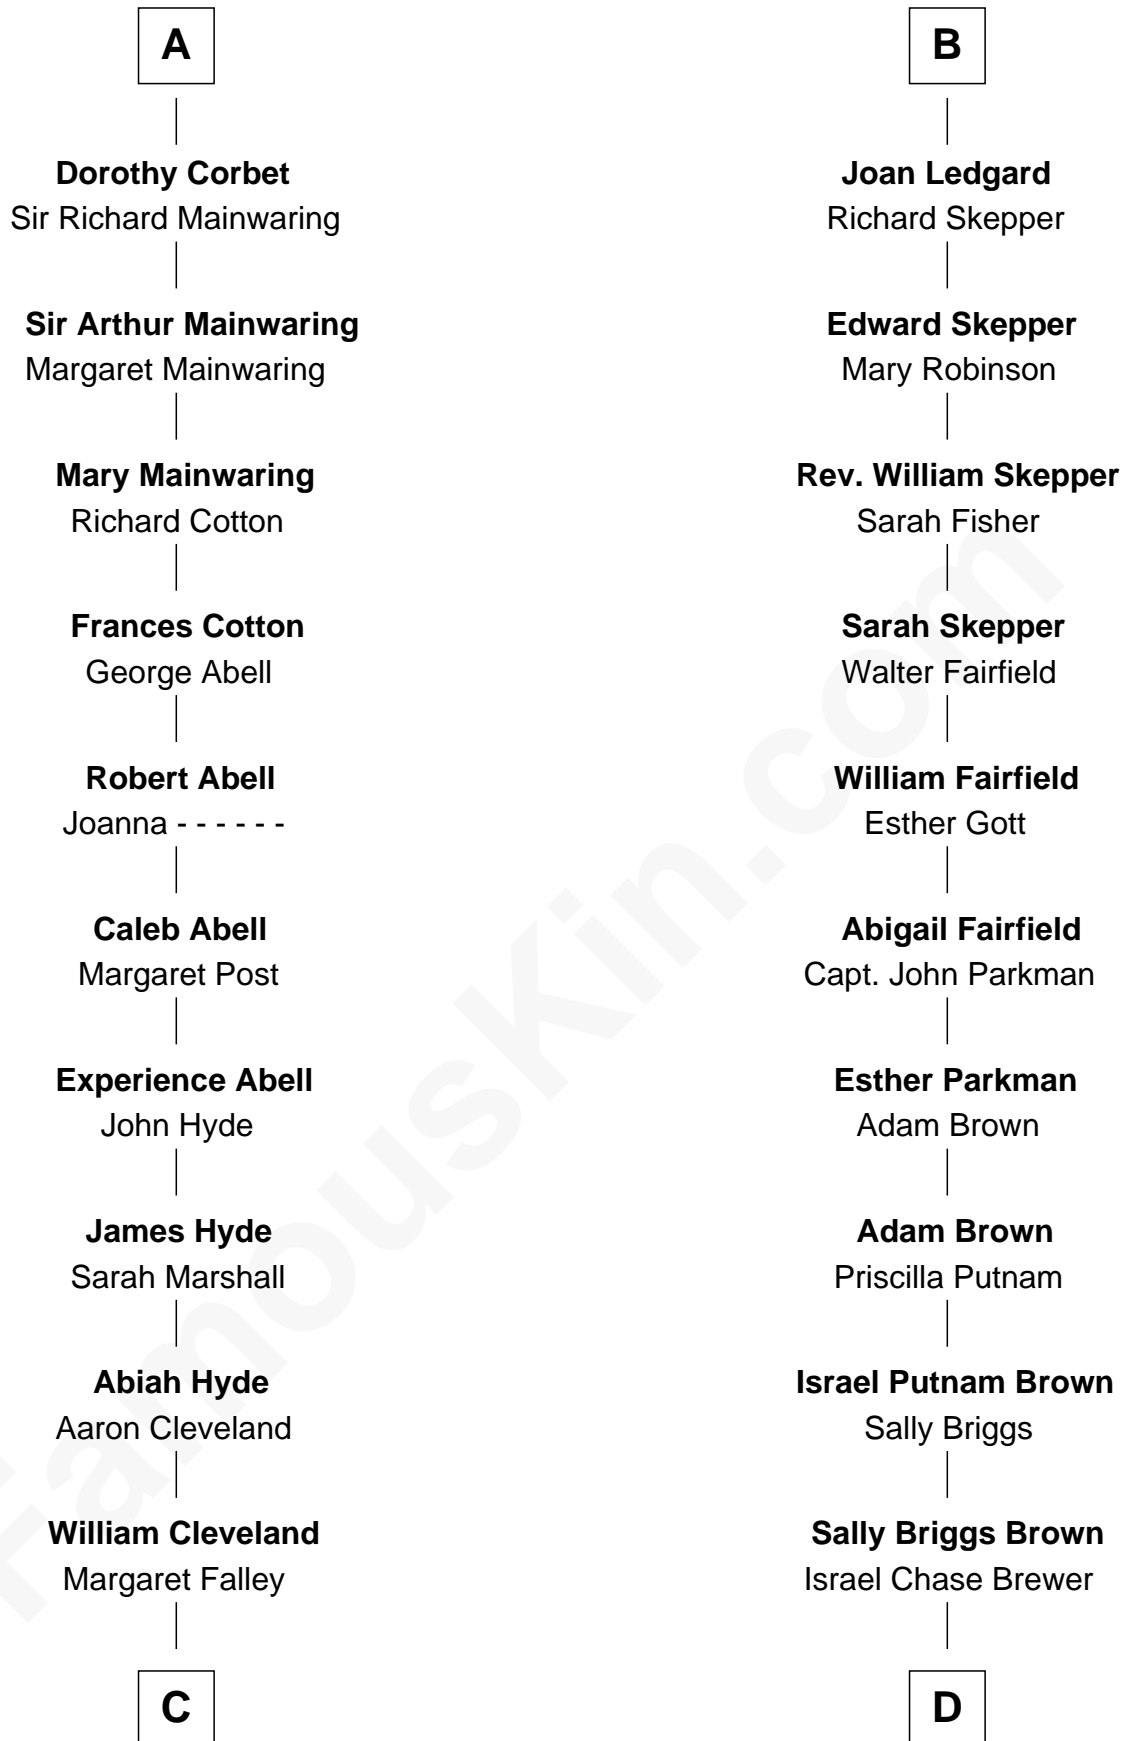 A
Dorothy Corbet
Sir Richard Mainwaring
Sir Arthur Mainwaring
Margaret Mainwaring
Mary Mainwaring
Richard Cotton
Frances Cotton
George Abell
Robert Abell
Joanna - - - - - -
Caleb Abell
Margaret Post
Experience Abell
John Hyde
James Hyde
Sarah Marshall
Abiah Hyde
Aaron Cleveland
William Cleveland
Margaret Falley
C
B
Joan Ledgard
Richard Skepper
Edward Skepper
Mary Robinson
Rev. William Skepper
Sarah Fisher
Sarah Skepper
Walter Fairfield
William Fairfield
Esther Gott
Abigail Fairfield
Capt. John Parkman
Esther Parkman
Adam Brown
Adam Brown
Priscilla Putnam
Israel Putnam Brown
Sally Briggs
Sally Briggs Brown
Israel Chase Brewer
D
FamousKin.com